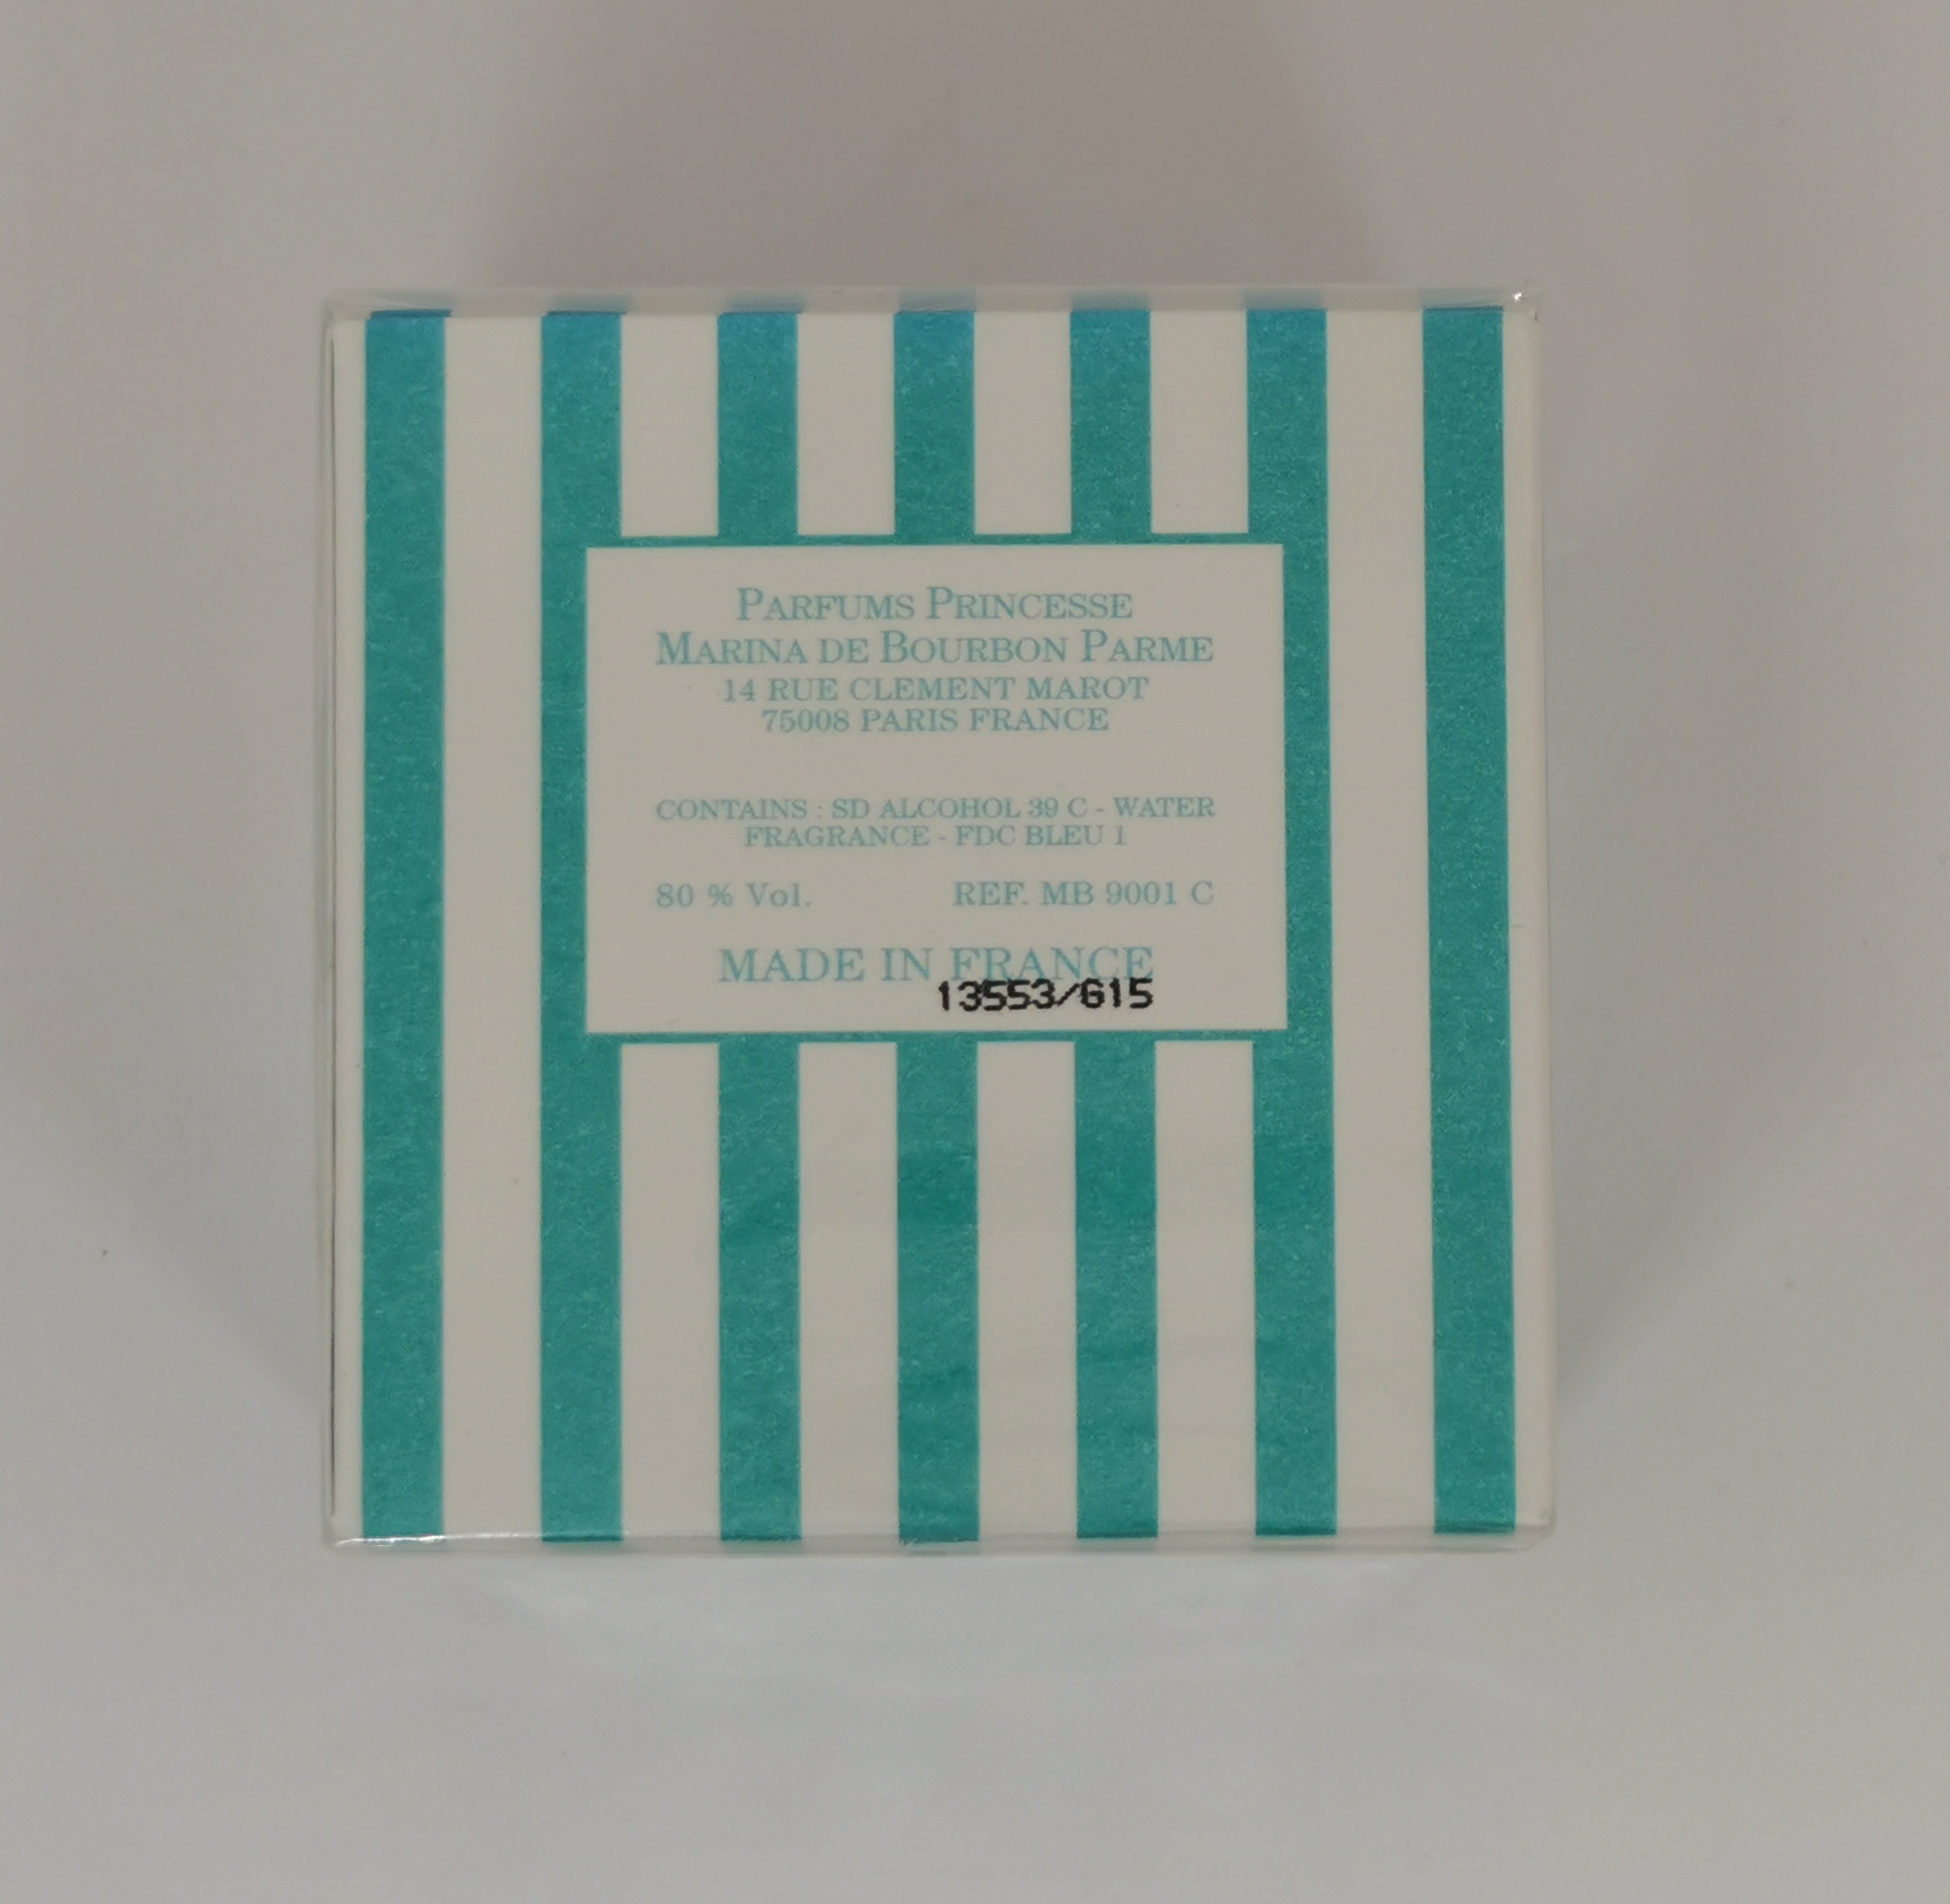 PARFUMS PRINCESSE
MARINA DE BOURBON PARME
14 RUE CLEMENT MAROT
75008 PARIS FRANCE
CONTAINS : SD ALCOHOL 39 C - WATER
FRAGRANCE - FDC BLEU 1
80 % Vol. REF. MB 9001 C
MADE IN FRANCE
13553/G15